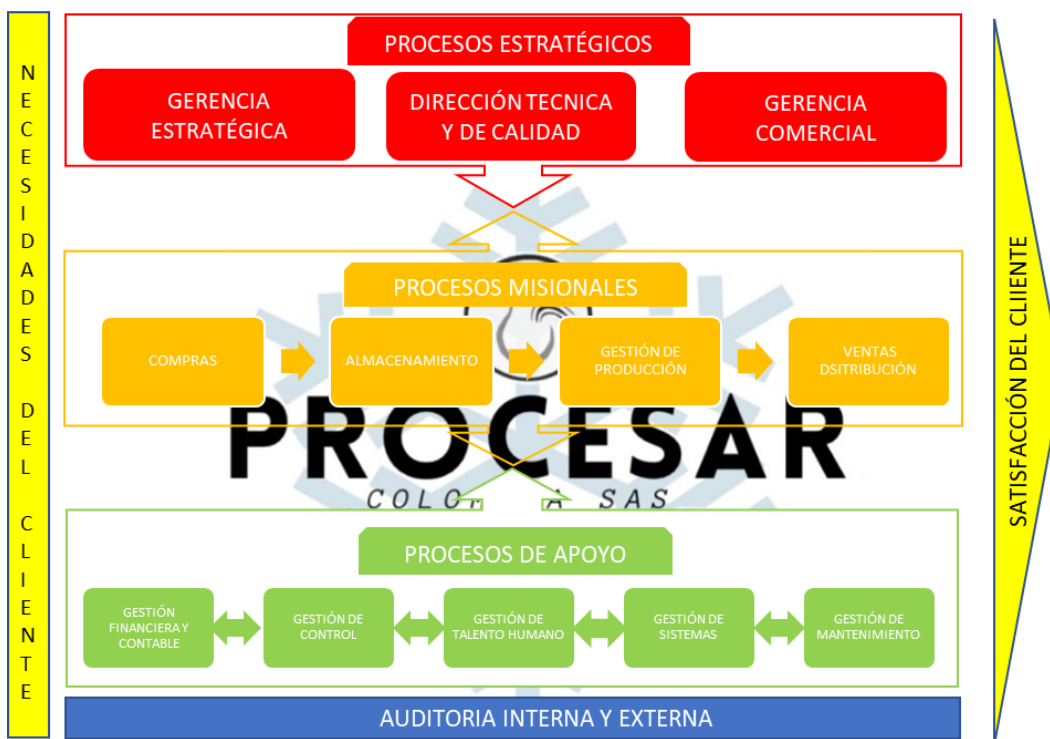 NECESIDADES DEL CLIENTE
PROCESOS ESTRATÉGICOS
GERENCIA
ESTRATÉGICA
DIRECCIÓN TECNICA
Y DE CALIDAD
GERENCIA
COMERCIAL
PROCESOS MISIONALES
COMPRAS
ALMACENAMIENTO
GESTIÓN DE
PRODUCCIÓN
VENTAS
DSITRIBUCIÓN
PROCESAR
SAS
PROCESOS DE APOYO
GESTIÓN
FINANCIERA Y
CONTABLE
GESTIÓN DE
CONTROL
GESTIÓN DE
TALENTO HUMANO
GESTIÓN DE
SISTEMAS
GESTIÓN DE
MANTENIMIENTO
AUDITORIA INTERNA Y EXTERNA
SATISFACCIÓN DEL CLIIENTE